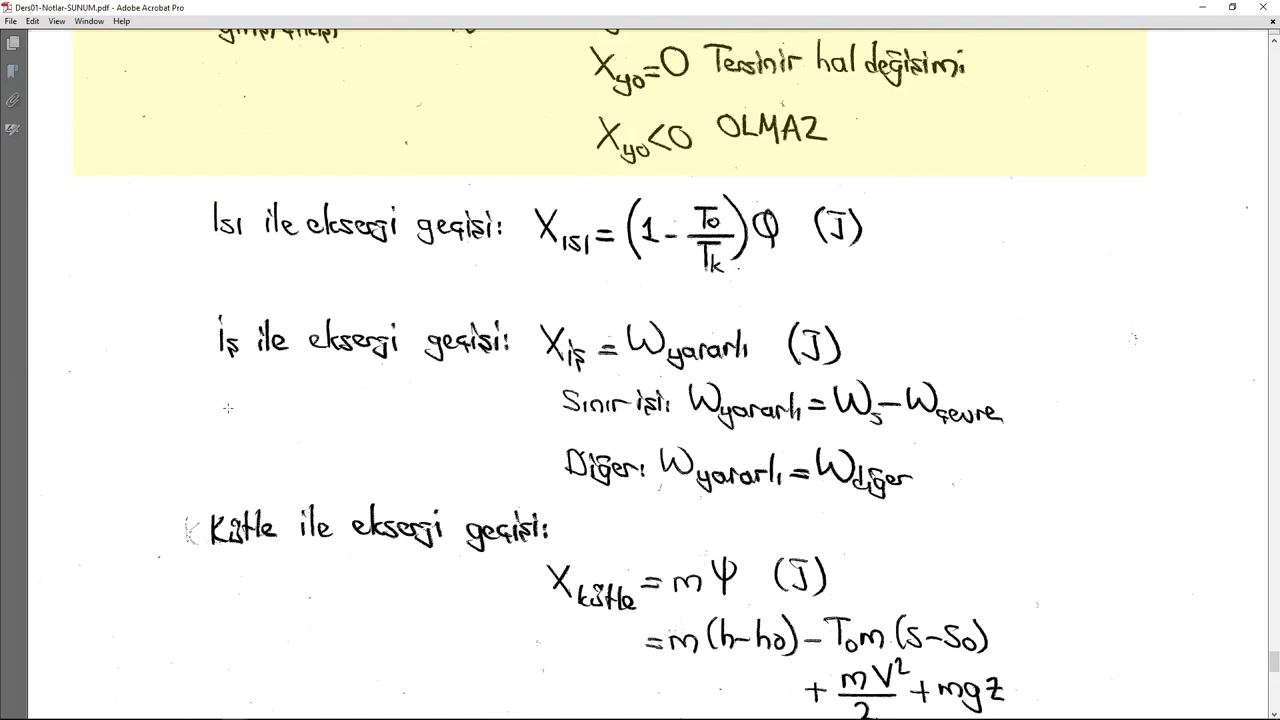 Ders01-Notlar-SUNUM.pdf - Adobe Acrobat Pro
File Edit View Window Help
X_yo=0 Tersinir hal değişimi
X_yo<0 OLMAZ
Isı ile ekserji geçişi: X_ısı = (1 - T_0/T_k) Q (J)
İş ile ekserji geçişi: X_iş = W_yararlı (J)
Sınır işi: W_yararlı = W_s - W_çevre
Diğer: W_yararlı = W_diğer
Kütle ile ekserji geçişi:
X_kütle = mψ (J)
= m(h-h_0) - T_0 m (s-s_0)
+ mV²/2 + mgz